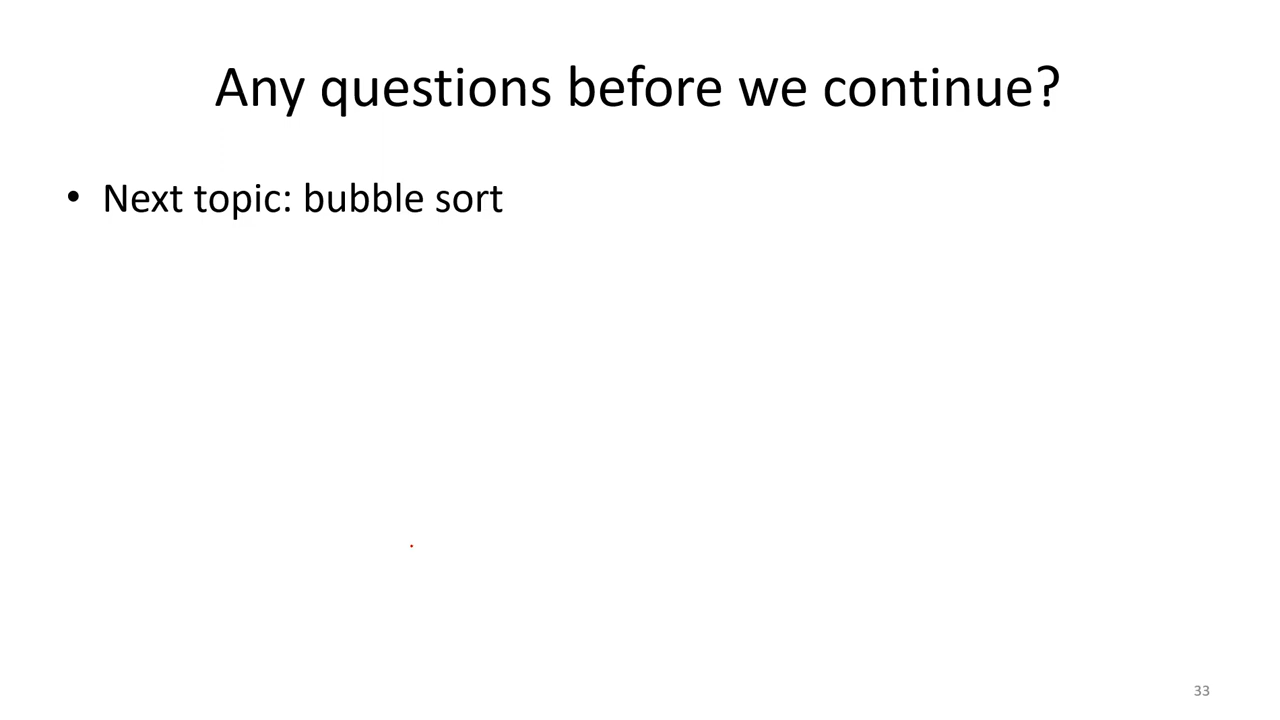 Any questions before we continue?
• Next topic: bubble sort
33